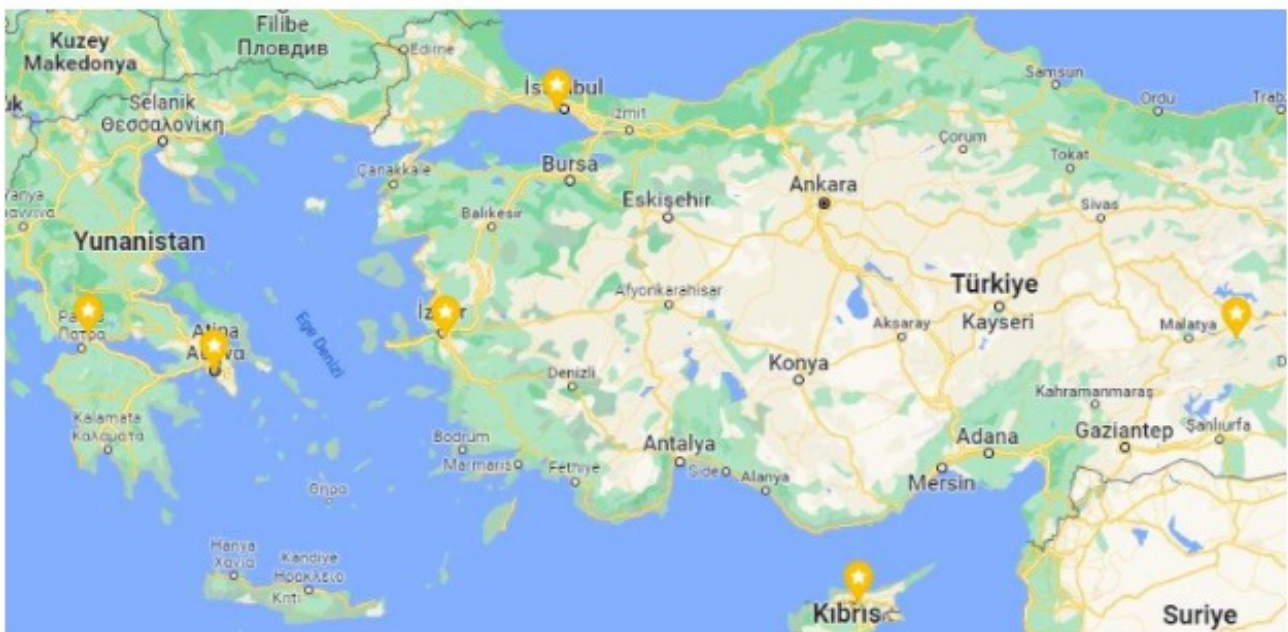 Kuzey
Makedonya
Filibe
Пловдив
Edirne
Selanik
Θεσσαλονίκη
İstanbul
İzmit
Samsun
Ordu
Çorum
Tokat
Çanakkale
Bursa
Balıkesir
Eskişehir
Ankara
Sivas
Yunanistan
İzmir
Afyonkarahisar
Türkiye
Kayseri
Aksaray
Malatya
Πάτρα
Atina
Ege Denizi
Denizli
Konya
Kahramanmaraş
Kalamata
Καλαμάτα
Bodrum
Marmaris
Fethiye
Antalya
Side
Alanya
Adana
Mersin
Gaziantep
Şanlıurfa
Θήρα
Hanya
Χανιά
Kandiye
Ηράκλειο
Kriti
Kıbrıs
Suriye